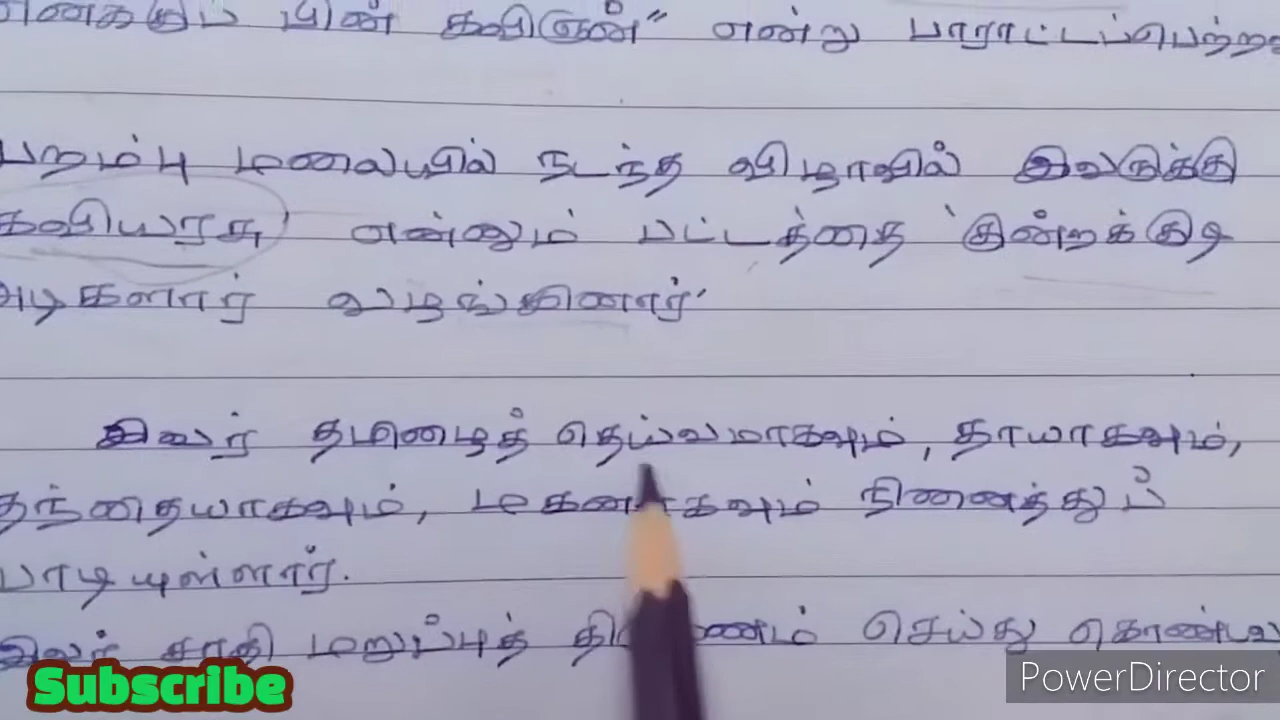 பின் கவிஞன்" என்று பாராட்டப்பெற்ற
பறம்பு மலையில் நடந்த விழாவில் இவருக்கு
கவியரசு' என்னும் பட்டத்தை 'குன்றக்குடி
அடிகளார் வழங்கினார்'
இவர் தமிழைத் தெய்வமாகவும், தாயாகவும்,
தந்தையாகவும், மகனாகவும் நினைத்துப்
பாடியுள்ளார்.
இவர் சாதி மறுப்புத் திருமணம் செய்து கொண்டவ
Subscribe
PowerDirector